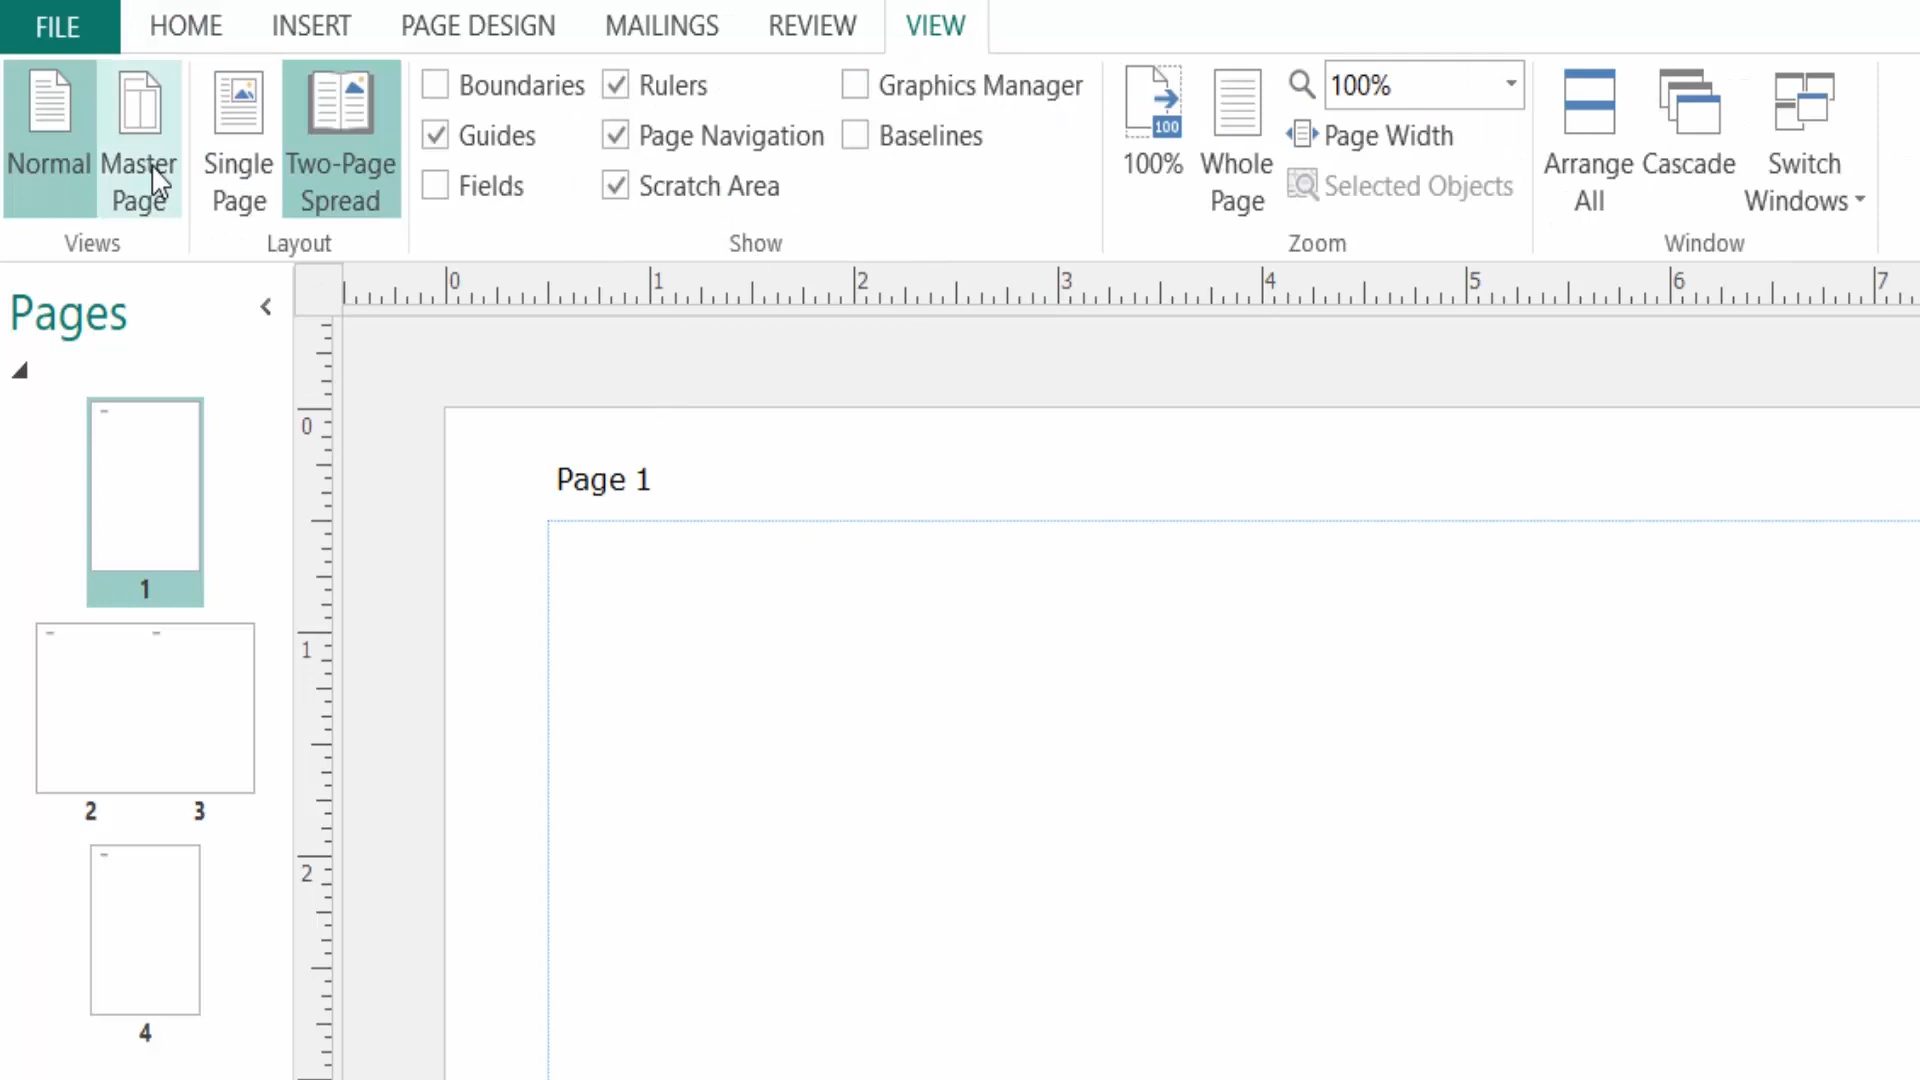 FILE HOME INSERT PAGE DESIGN MAILINGS REVIEW VIEW
Normal
Master Page
Single Page
Two-Page Spread
Boundaries
Guides
Fields
Rulers
Page Navigation
Scratch Area
Graphics Manager
Baselines
100
100%
Whole Page
100%
Page Width
Selected Objects
Arrange All
Cascade
Switch Windows
Views Layout Show Zoom Window
Pages
0 1 2 3 4 5 6 7
0
1
2
Page 1
1
2 3
4